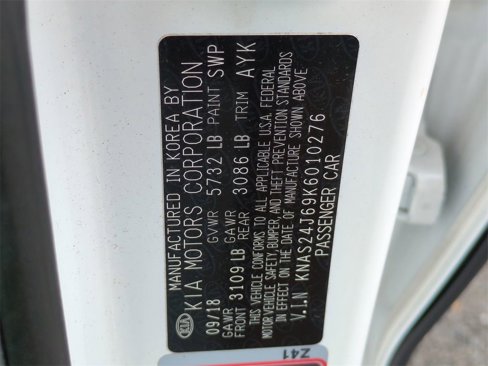 MANUFACTURED IN KOREA BY
KIA KIA MOTORS CORPORATION
09/18 GVWR 5732 LB PAINT SWP
GAWR FRONT 3109 LB GAWR REAR 3086 LB TRIM AYK
THIS VEHICLE CONFORMS TO ALL APPLICABLE U.S.A. FEDERAL
MOTOR VEHICLE SAFETY, BUMPER, AND THEFT PREVENTION STANDARDS
IN EFFECT ON THE DATE OF MANUFACTURE SHOWN ABOVE
V.I.N KNAS24J69K6010276
PASSENGER CAR
Z41